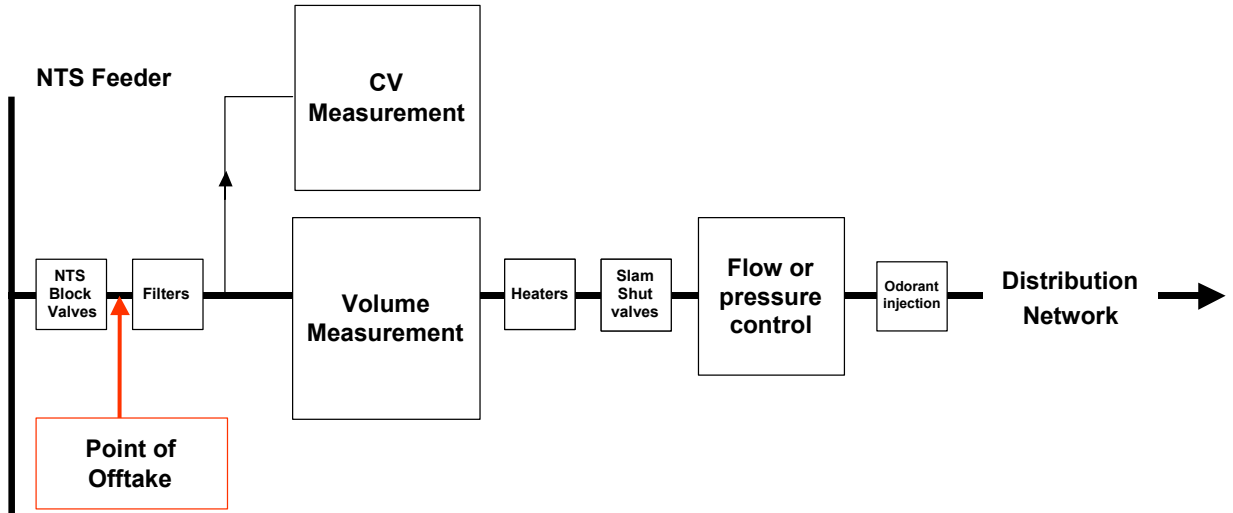 NTS Feeder
CV
Measurement
NTS
Block
Valves
Filters
Volume
Measurement
Heaters
Slam
Shut
valves
Flow or
pressure
control
Odorant
injection
Distribution
Network
Point of
Offtake